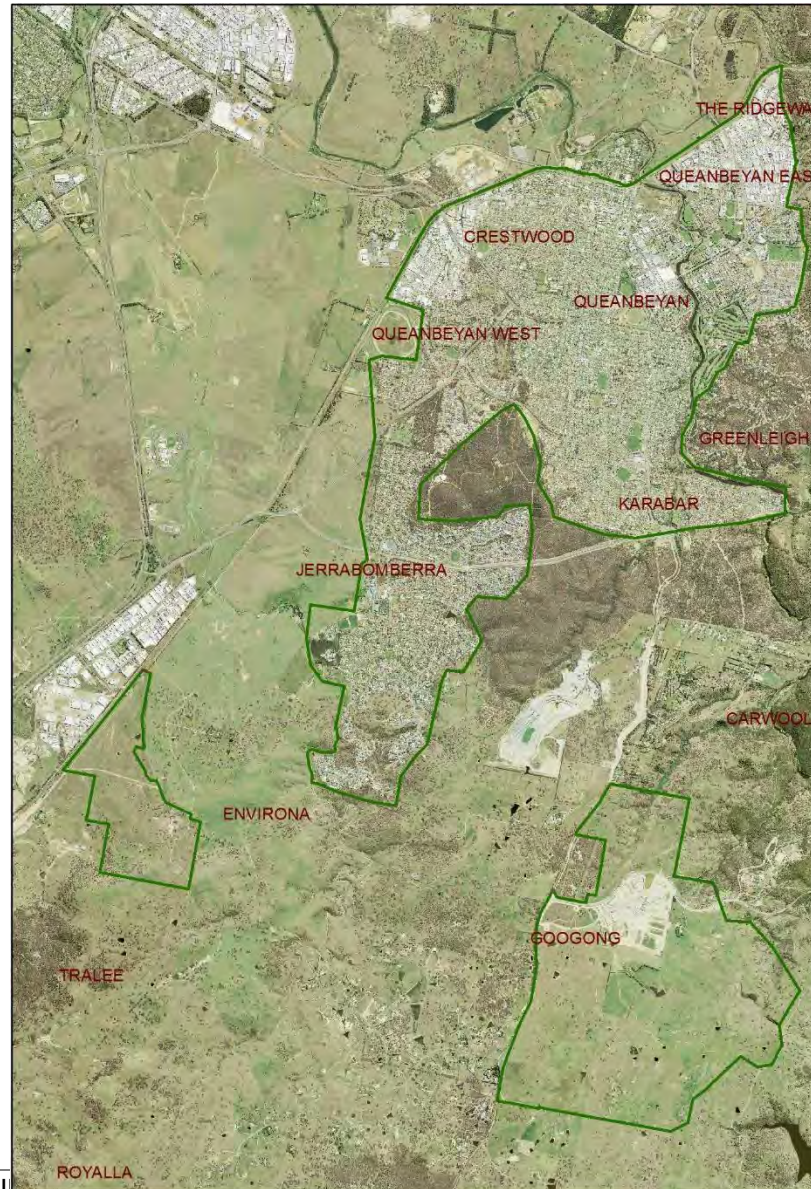 THE RIDGEWA
QUEANBEYAN EAS
CRESTWOOD
QUEANBEYAN
QUEANBEYAN WEST
GREENLEIGH
KARABAR
JERRABOMBERRA
CARWOOL
ENVIRONA
GOOGONG
TRALEE
ROYALLA